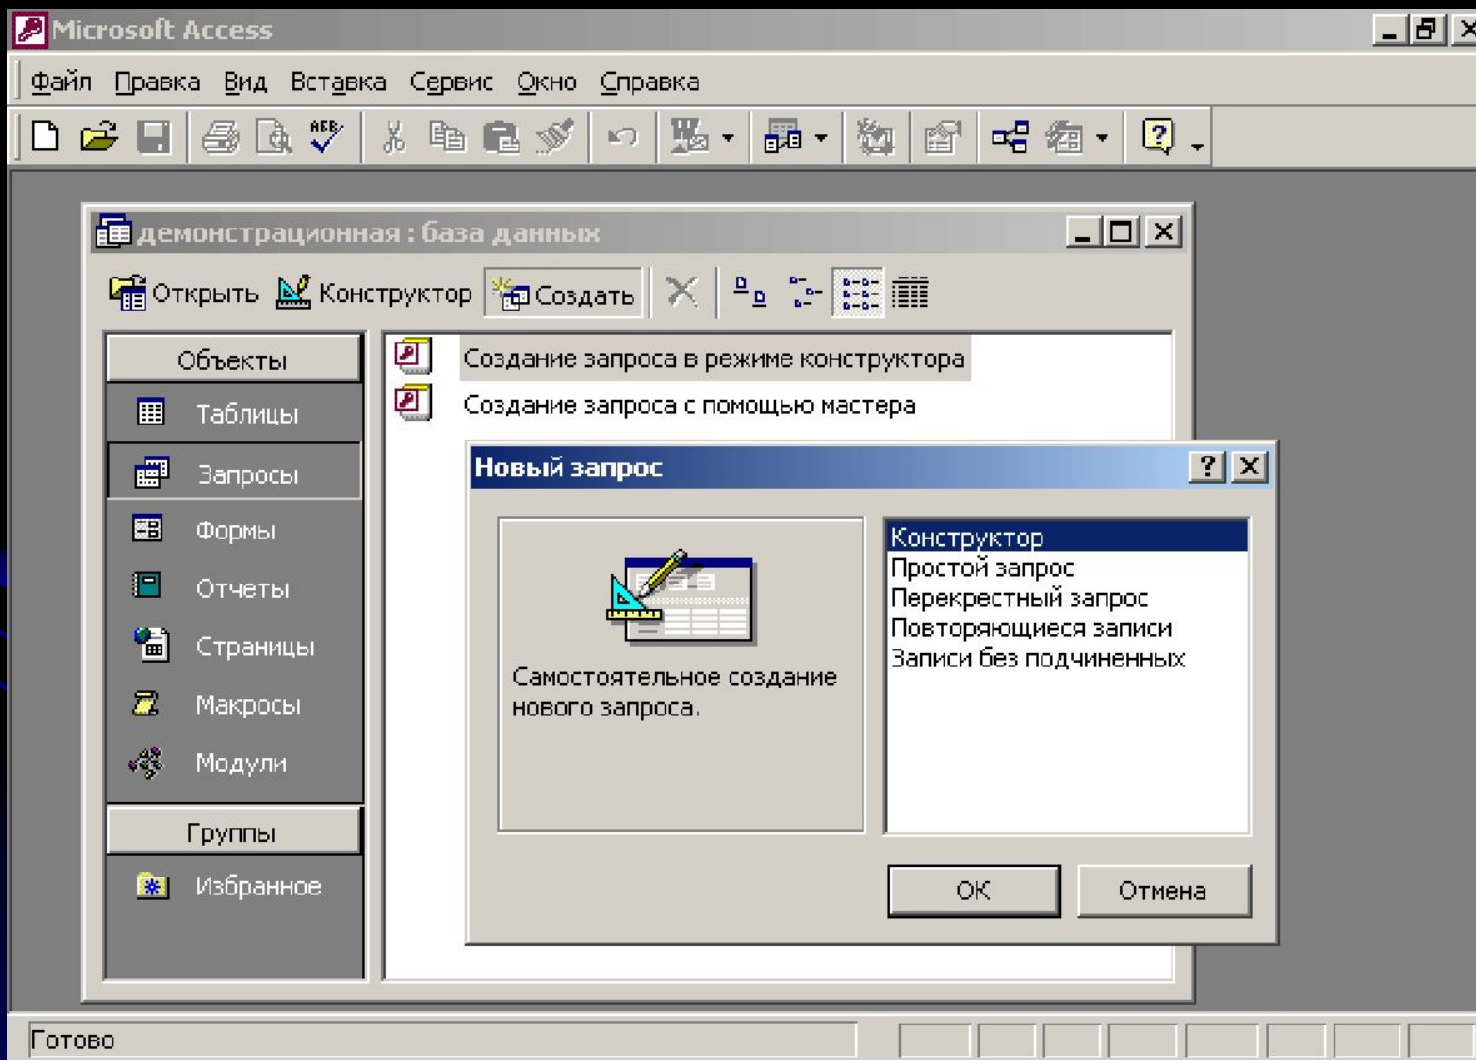 Microsoft Access
Файл Правка Вид Вставка Сервис Окно Справка
демонстрационная : база данных
Открыть Конструктор Создать
Объекты
Таблицы
Запросы
Формы
Отчеты
Страницы
Макросы
Модули
Группы
Избранное
Создание запроса в режиме конструктора
Создание запроса с помощью мастера
Новый запрос
Самостоятельное создание
нового запроса.
Конструктор
Простой запрос
Перекрестный запрос
Повторяющиеся записи
Записи без подчиненных
ОК Отмена
Готово